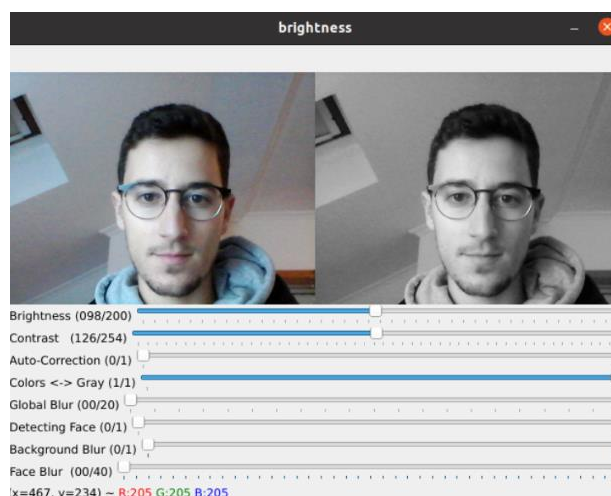 brightness
Brightness (098/200)
Contrast (126/254)
Auto-Correction (0/1)
Colors <-> Gray (1/1)
Global Blur (00/20)
Detecting Face (0/1)
Background Blur (0/1)
Face Blur (00/40)
(x=467, y=234) ~ R:205 G:205 B:205